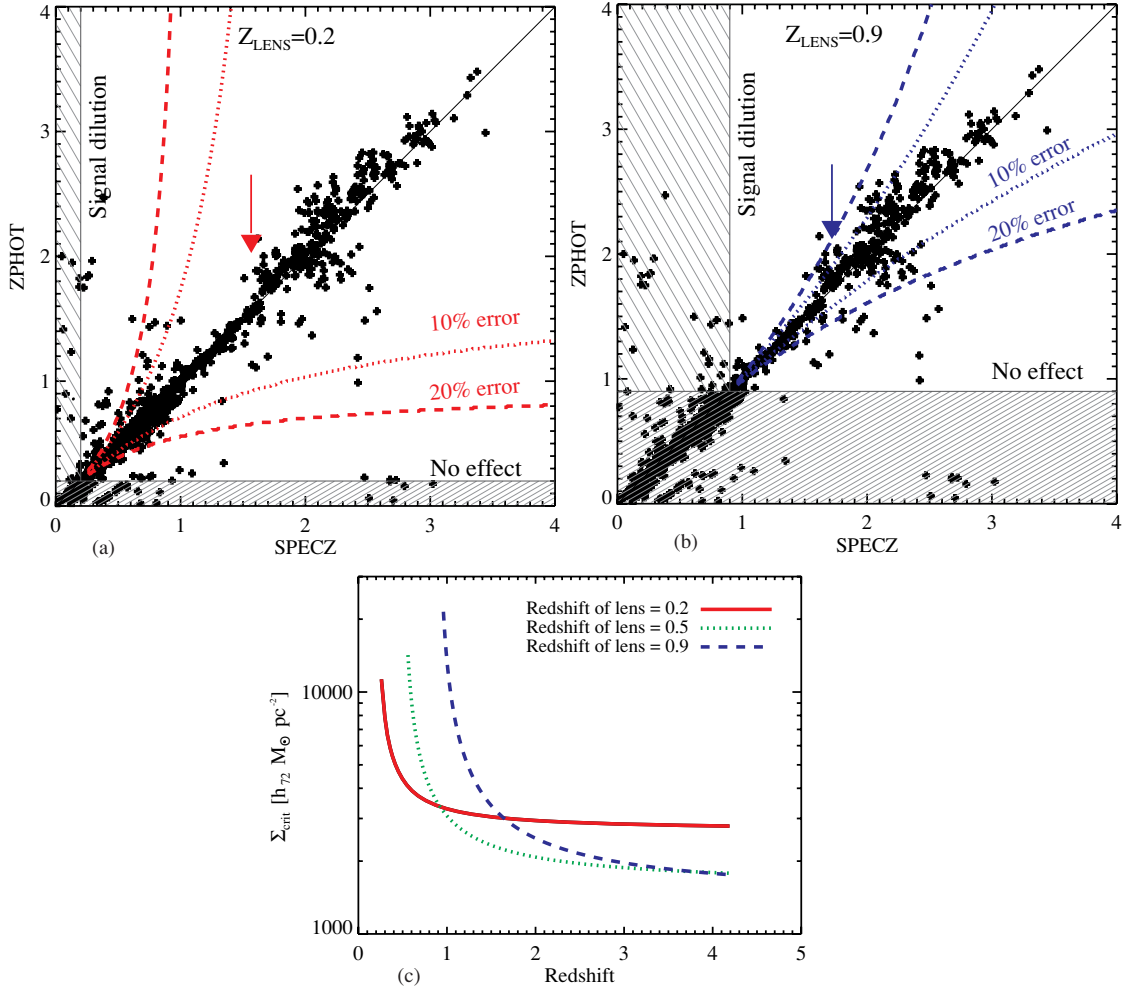 Z_LENS=0.2
Signal dilution
10% error
20% error
No effect
ZPHOT
0 1 2 3 4
0 1 2 3 4
SPECZ
(a)
Z_LENS=0.9
Signal dilution
10% error
20% error
No effect
ZPHOT
0 1 2 3 4
0 1 2 3 4
SPECZ
(b)
Redshift of lens = 0.2
Redshift of lens = 0.5
Redshift of lens = 0.9
Σcrit [h72 M⊙ pc-2]
10000
1000
0 1 2 3 4 5
Redshift
(c)